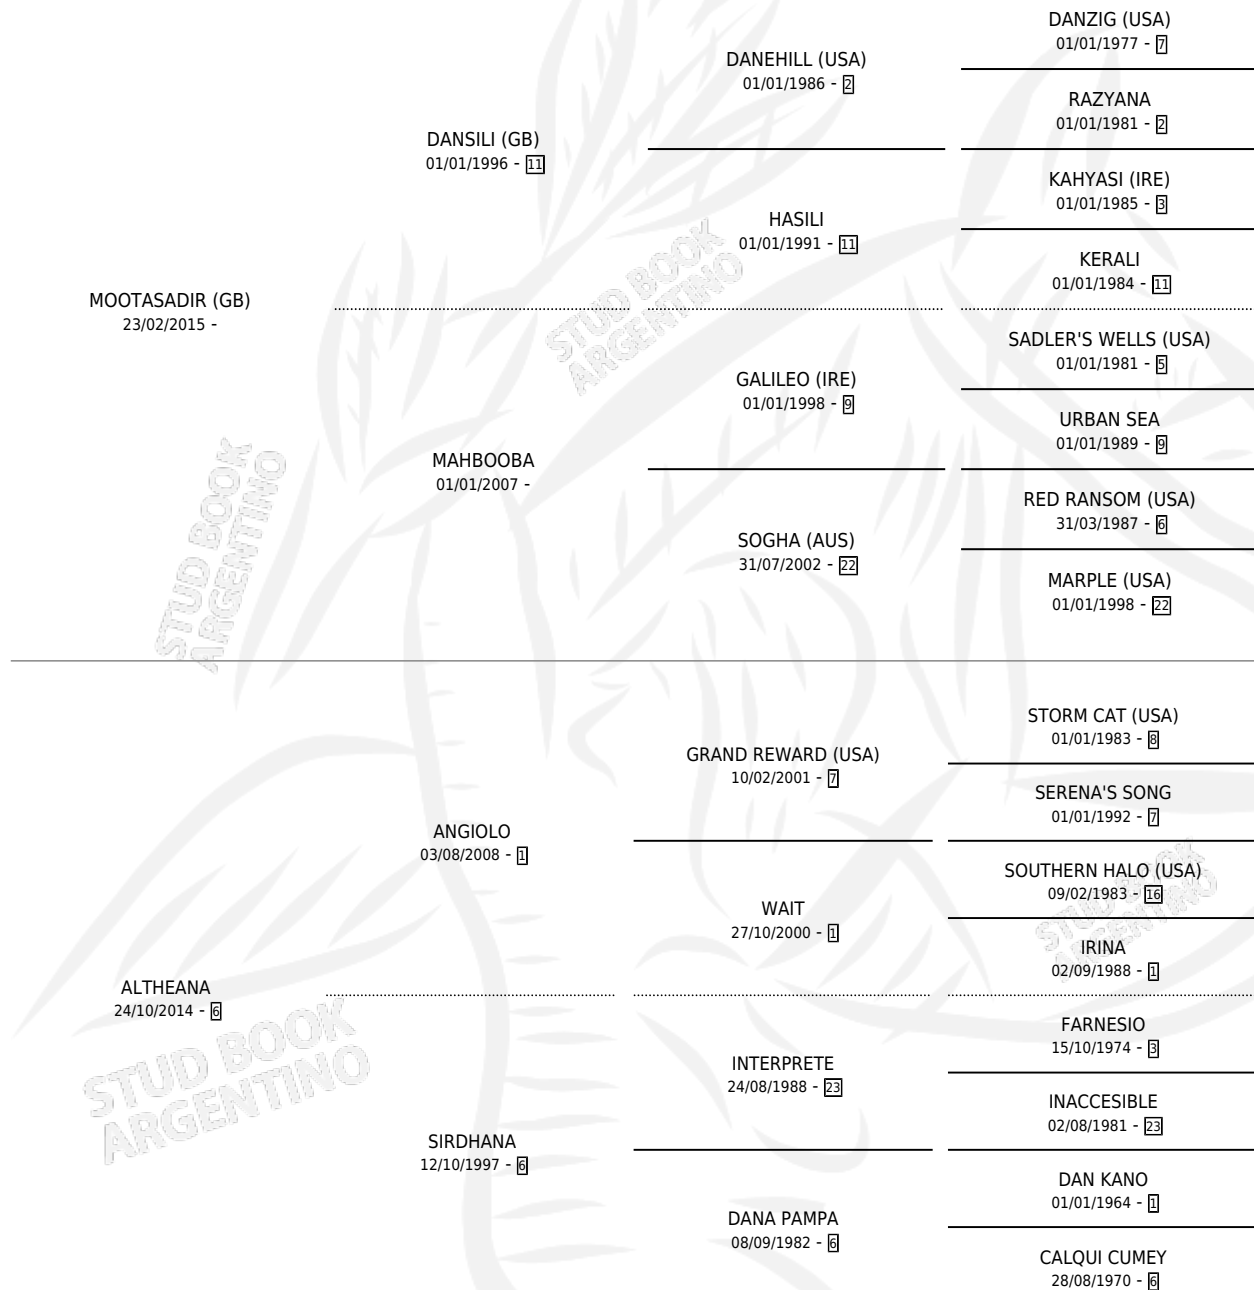 MOOTASADIR (GB)
23/02/2015 -
DANSILI (GB)
01/01/1996 - 11
MAHBOOBA
01/01/2007 -
DANEHILL (USA)
01/01/1986 - 2
HASILI
01/01/1991 - 11
GALILEO (IRE)
01/01/1998 - 9
SOGHA (AUS)
31/07/2002 - 22
DANZIG (USA)
01/01/1977 - 7
RAZYANA
01/01/1981 - 2
KAHYASI (IRE)
01/01/1985 - 3
KERALI
01/01/1984 - 11
SADLER'S WELLS (USA)
01/01/1981 - 5
URBAN SEA
01/01/1989 - 9
RED RANSOM (USA)
31/03/1987 - 6
MARPLE (USA)
01/01/1998 - 22
STUD BOOK
ARGENTINO
STUD BOOK
ARGENTINO
ALTHEANA
24/10/2014 - 6
ANGIOLO
03/08/2008 - 1
SIRDHANA
12/10/1997 - 6
GRAND REWARD (USA)
10/02/2001 - 7
WAIT
27/10/2000 - 1
INTERPRETE
24/08/1988 - 23
DANA PAMPA
08/09/1982 - 6
STORM CAT (USA)
01/01/1983 - 8
SERENA'S SONG
01/01/1992 - 7
SOUTHERN HALO (USA)
09/02/1983 - 16
IRINA
02/09/1988 - 1
FARNESIO
15/10/1974 - 3
INACCESIBLE
02/08/1981 - 23
DAN KANO
01/01/1964 - 1
CALQUI CUMEY
28/08/1970 - 6
STUD BOOK
ARGENTINO
STUD BOOK
ARGENTINO